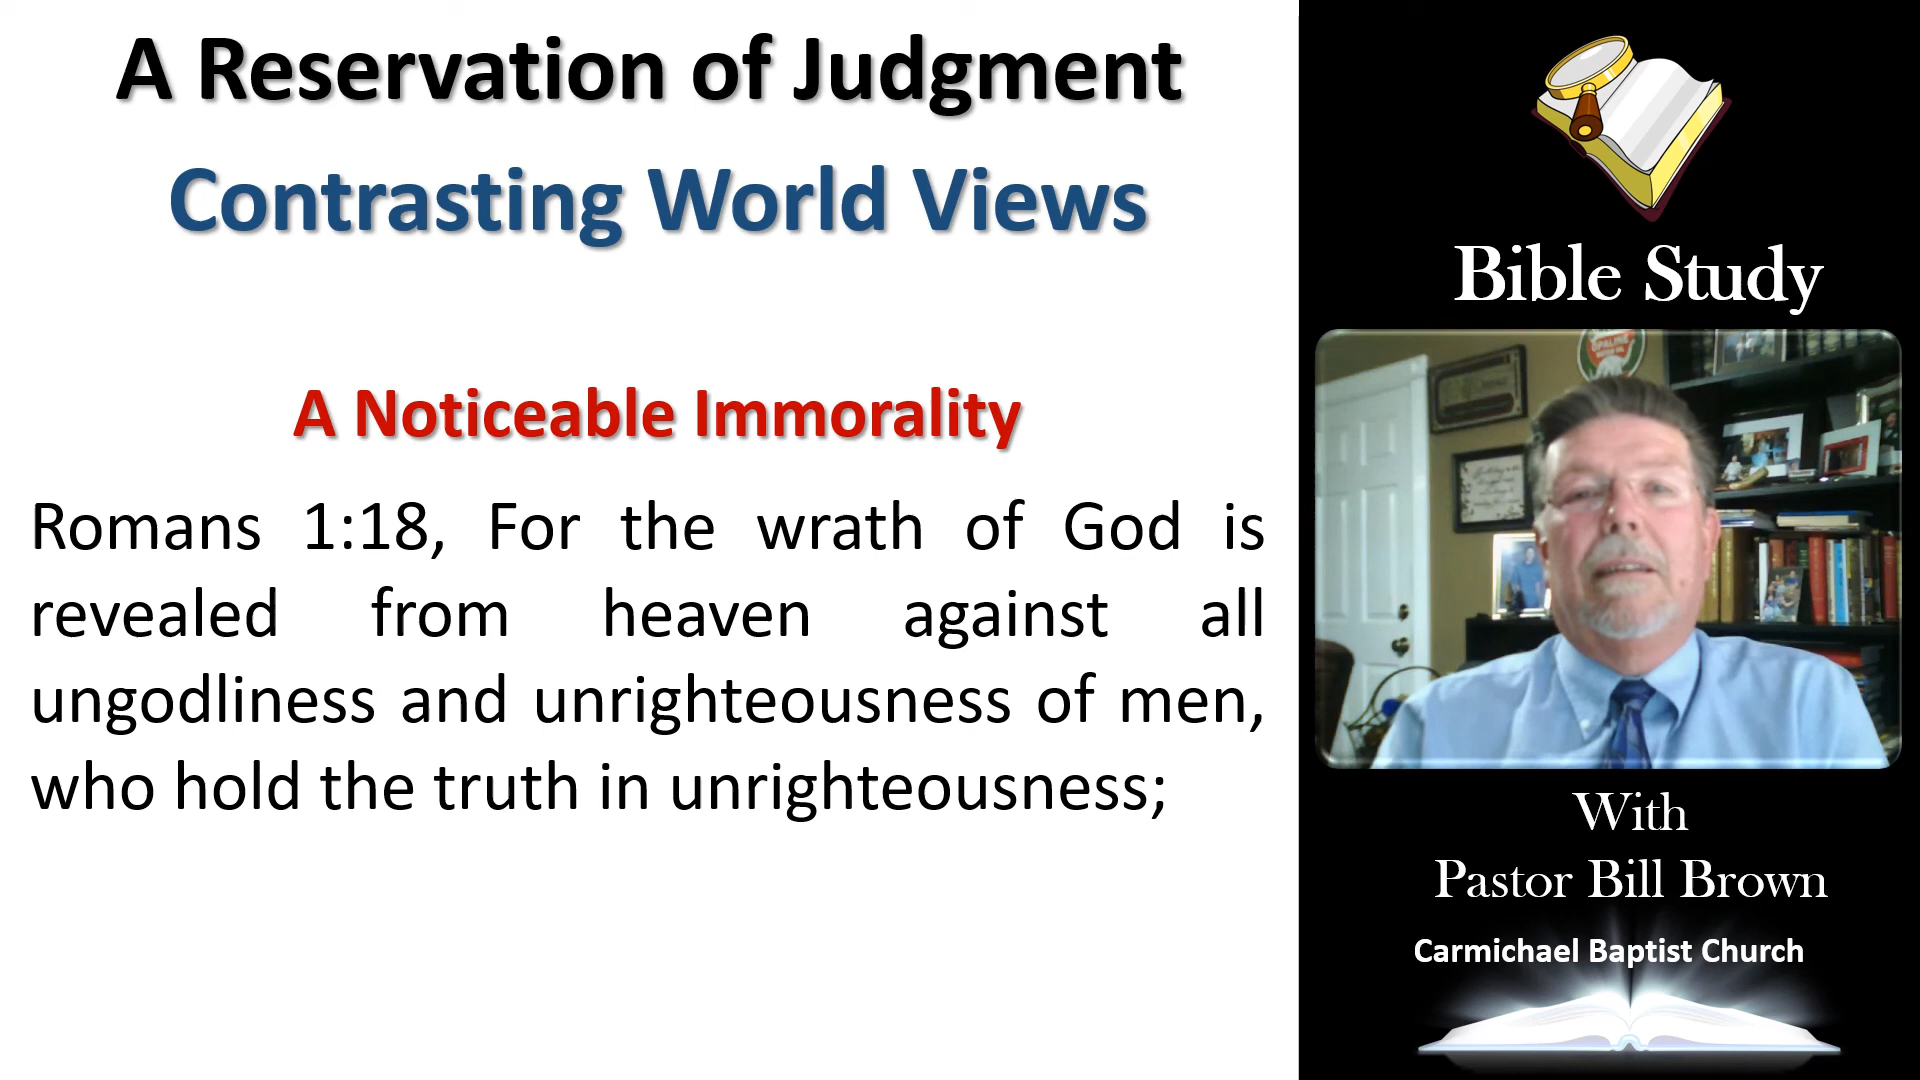 A Reservation of Judgment
Contrasting World Views
A Noticeable Immorality
Romans 1:18, For the wrath of God is
revealed from heaven against all
ungodliness and unrighteousness of men,
who hold the truth in unrighteousness;
Bible Study
OPALINE
With
Pastor Bill Brown
Carmichael Baptist Church